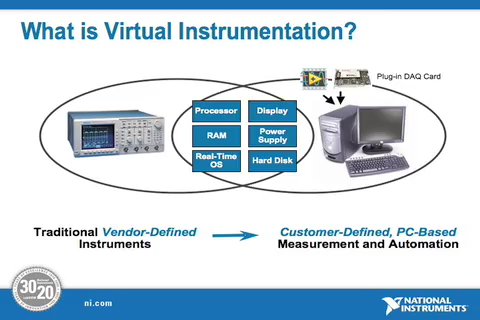 What is Virtual Instrumentation?
Plug-in DAQ Card
Processor
Display
RAM
Power
Supply
Real-Time
OS
Hard Disk
Traditional Vendor-Defined
Instruments
Customer-Defined, PC-Based
Measurement and Automation
30
20
ni.com
NATIONAL
INSTRUMENTS